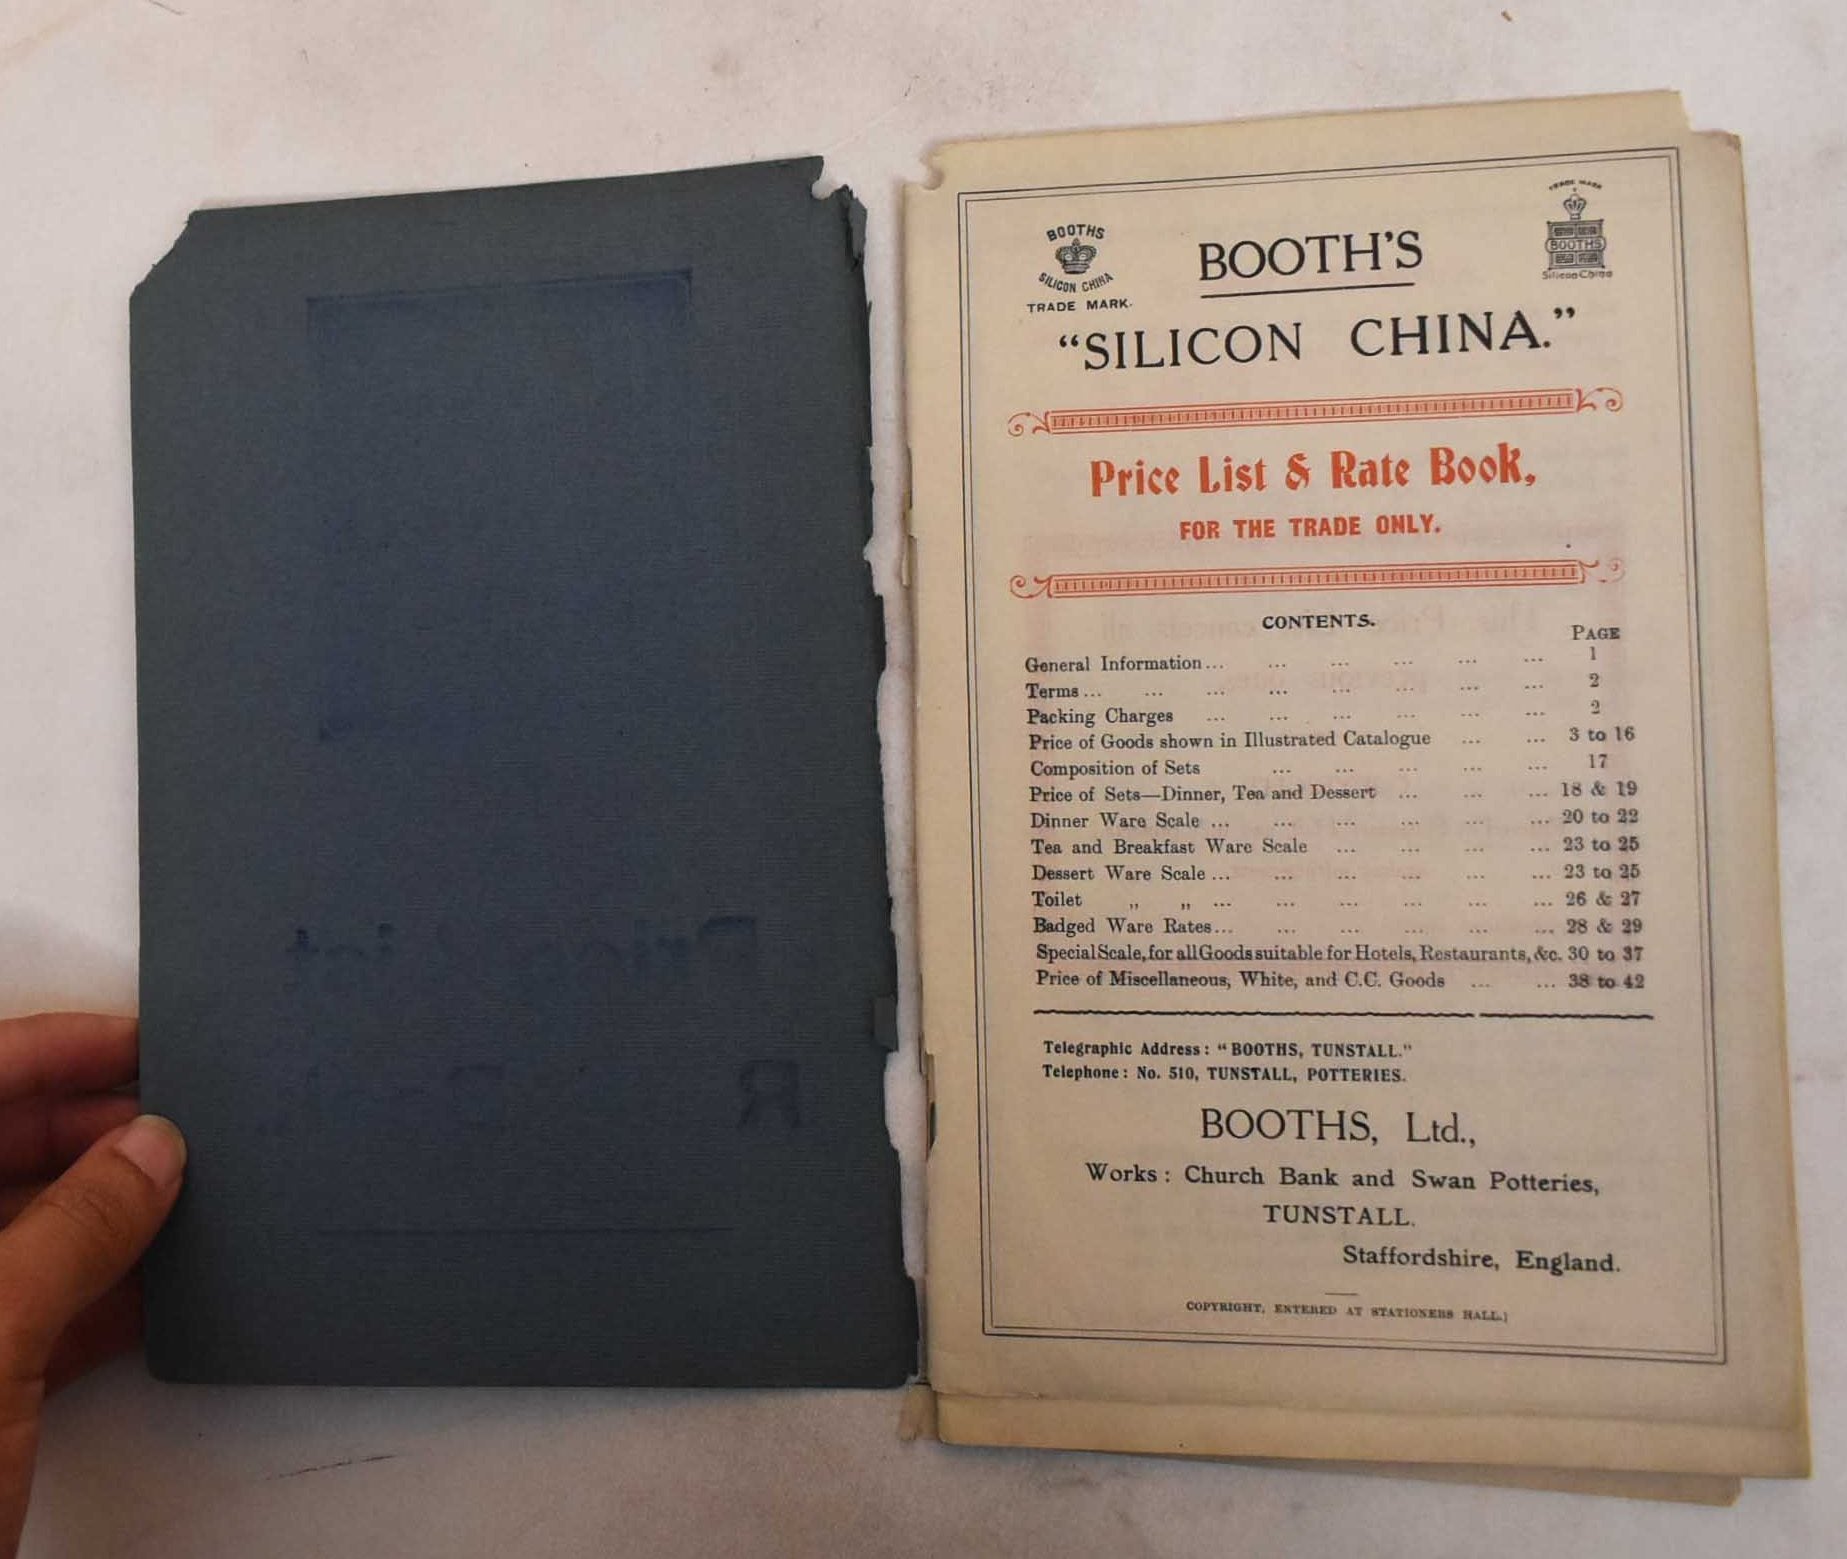 BOOTHS
SILICON CHINA
TRADE MARK.
BOOTH'S
TRADE MARK
BOOTHS
Silicon China
"SILICON CHINA."
Price List & Rate Book,
FOR THE TRADE ONLY.
CONTENTS.
PAGE
General Information... ... ... ... ... ... 1
Terms... ... ... ... ... ... ... ... 2
Packing Charges ... ... ... ... ... ... 2
Price of Goods shown in Illustrated Catalogue ... ... 3 to 16
Composition of Sets ... ... ... ... ... 17
Price of Sets—Dinner, Tea and Dessert ... ... ... 18 & 19
Dinner Ware Scale ... ... ... ... ... ... 20 to 22
Tea and Breakfast Ware Scale ... ... ... ... 23 to 25
Dessert Ware Scale ... ... ... ... ... ... 23 to 25
Toilet „ „ ... ... ... ... ... ... 26 & 27
Badged Ware Rates... ... ... ... ... ... 28 & 29
Special Scale, for all Goods suitable for Hotels, Restaurants, &c. 30 to 37
Price of Miscellaneous, White, and C.C. Goods ... ... 38 to 42
Telegraphic Address: "BOOTHS, TUNSTALL."
Telephone: No. 510, TUNSTALL, POTTERIES.
BOOTHS, Ltd.,
Works: Church Bank and Swan Potteries,
TUNSTALL.
Staffordshire, England.
COPYRIGHT, ENTERED AT STATIONERS HALL.)